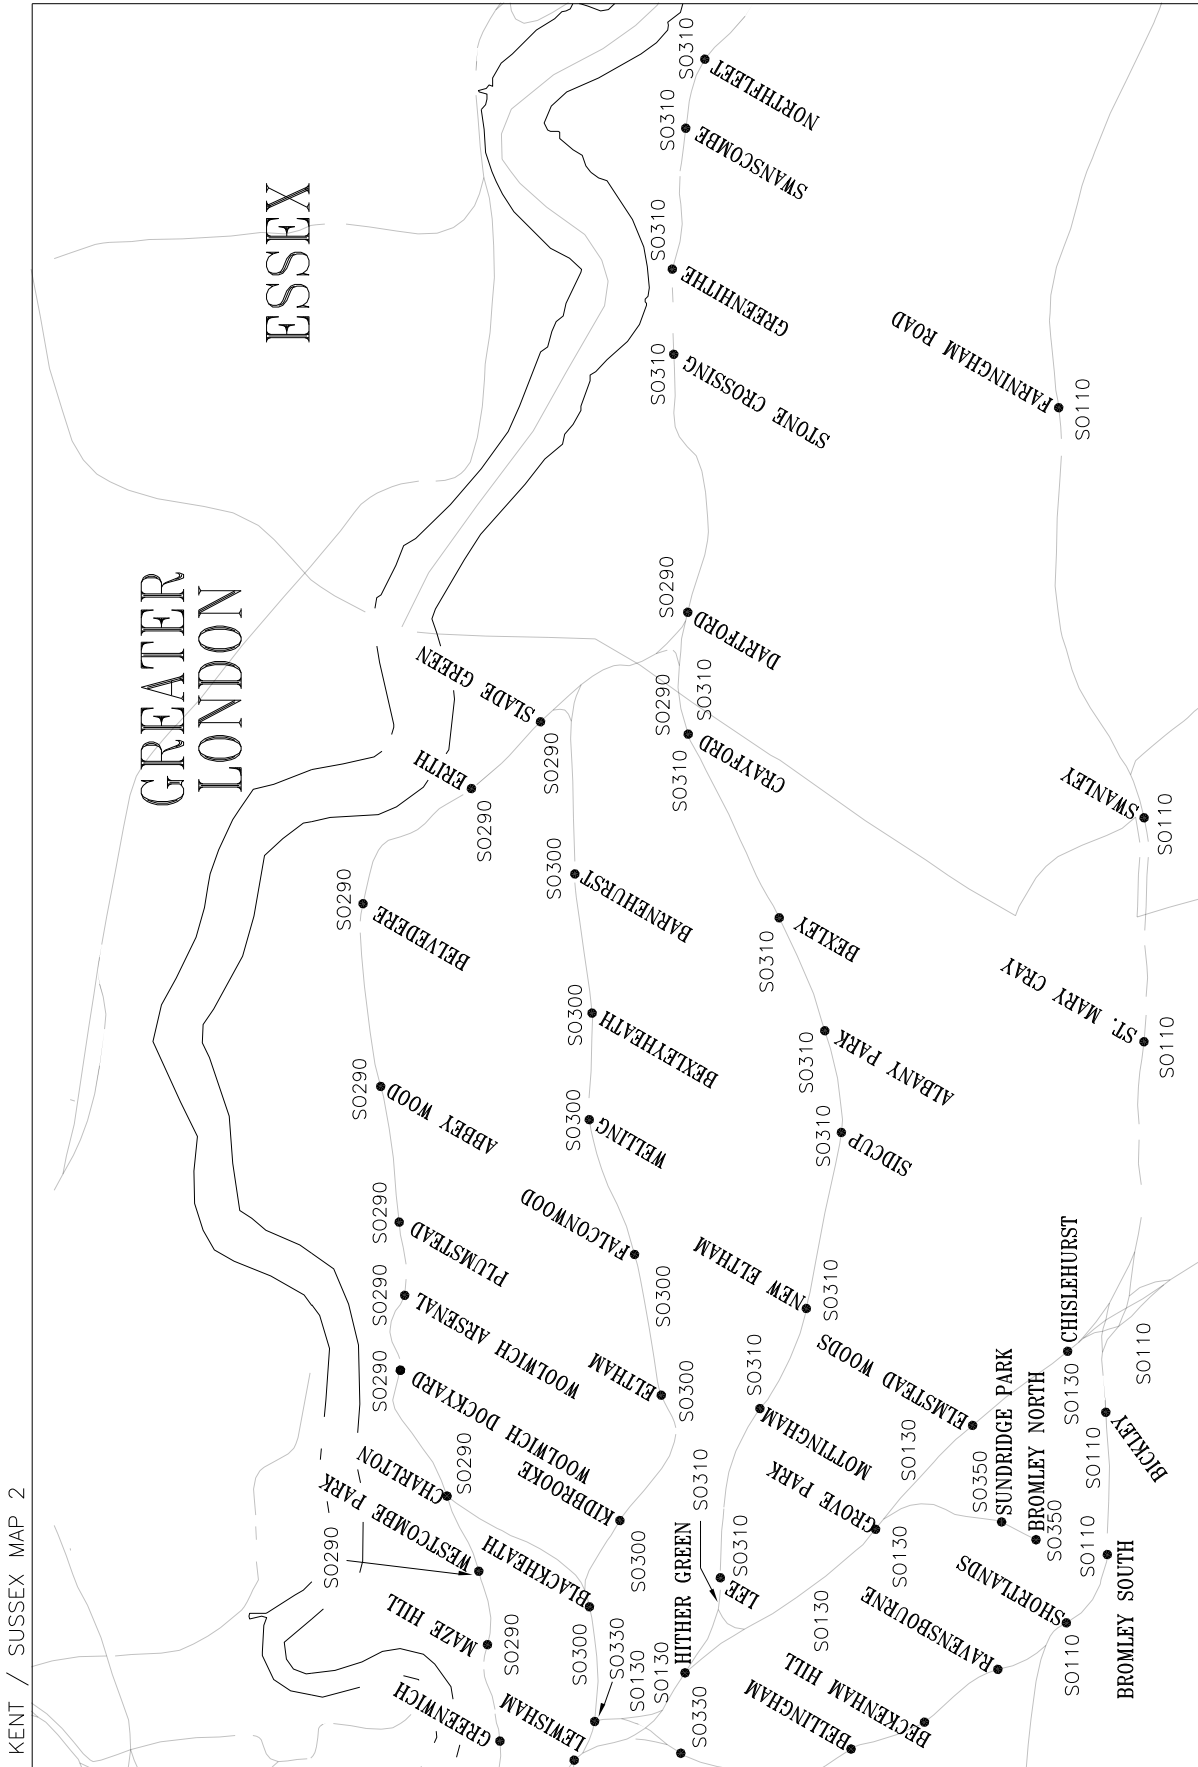 KENT / SUSSEX MAP 2
ESSEX
GREATER
LONDON
SO310
NORTHFLEET
SO310
SWANSCOMBE
SO310
GREENHITHE
SO310
STONE CROSSING
FARNINGHAM ROAD
SO110
SO290
DARTFORD
SO290
SO310
SO310
CRAYFORD
SLADE GREEN
SO290
ERITH
SO290
SWANLEY
SO110
SO290
BELVEDERE
SO300
BARNEHURST
SO310
BEXLEY
SO300
BEXLEYHEATH
SO310
ALBANY PARK
ST. MARY CRAY
SO110
SO290
ABBEY WOOD
SO300
WELLING
SO310
SIDCUP
SO290
PLUMSTEAD
FALCONWOOD
SO300
NEW ELTHAM
SO310
SO290
WOOLWICH ARSENAL
SO290
WOOLWICH DOCKYARD
ELTHAM
SO300
SO310
MOTTINGHAM
ELMSTEAD WOODS
SO130
CHISLEHURST
SO130
SO110
BICKLEY
SO110
CHARLTON
SO290
WESTCOMBE PARK
SO290
KIDBROOKE
SO300
BLACKHEATH
SO300
SO310
SO310
LEE
GROVE PARK
SO130
SO350
SUNDRIDGE PARK
BROMLEY NORTH
SO350
SO110
BROMLEY SOUTH
SHORTLANDS
SO110
MAZE HILL
SO290
GREENWICH
LEWISHAM
SO330
SO130
SO130
HITHER GREEN
SO330
SO130
RAVENSBOURNE
BECKENHAM HILL
BELLINGHAM